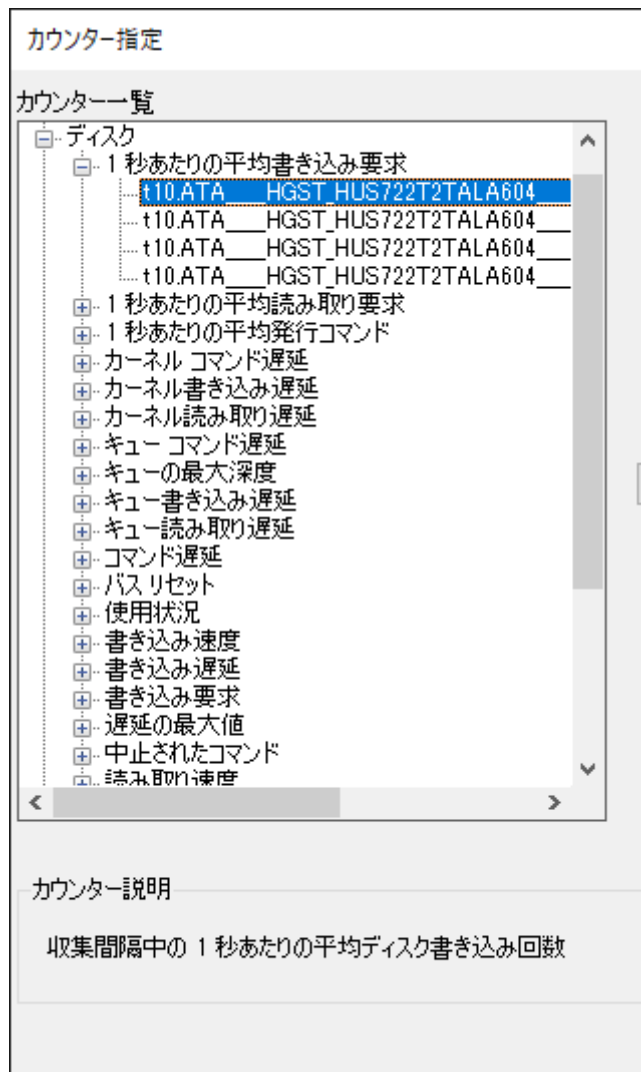 カウンター指定
カウンター一覧
ディスク
1 秒あたりの平均書き込み要求
t10.ATA____HGST_HUS722T2TALA604___
t10.ATA____HGST_HUS722T2TALA604___
t10.ATA____HGST_HUS722T2TALA604___
t10.ATA____HGST_HUS722T2TALA604___
1 秒あたりの平均読み取り要求
1 秒あたりの平均発行コマンド
カーネル コマンド遅延
カーネル書き込み遅延
カーネル読み取り遅延
キュー コマンド遅延
キューの最大深度
キュー書き込み遅延
キュー読み取り遅延
コマンド遅延
バス リセット
使用状況
書き込み速度
書き込み遅延
書き込み要求
遅延の最大値
中止されたコマンド
読み取り速度
カウンター説明
収集間隔中の 1 秒あたりの平均ディスク書き込み回数